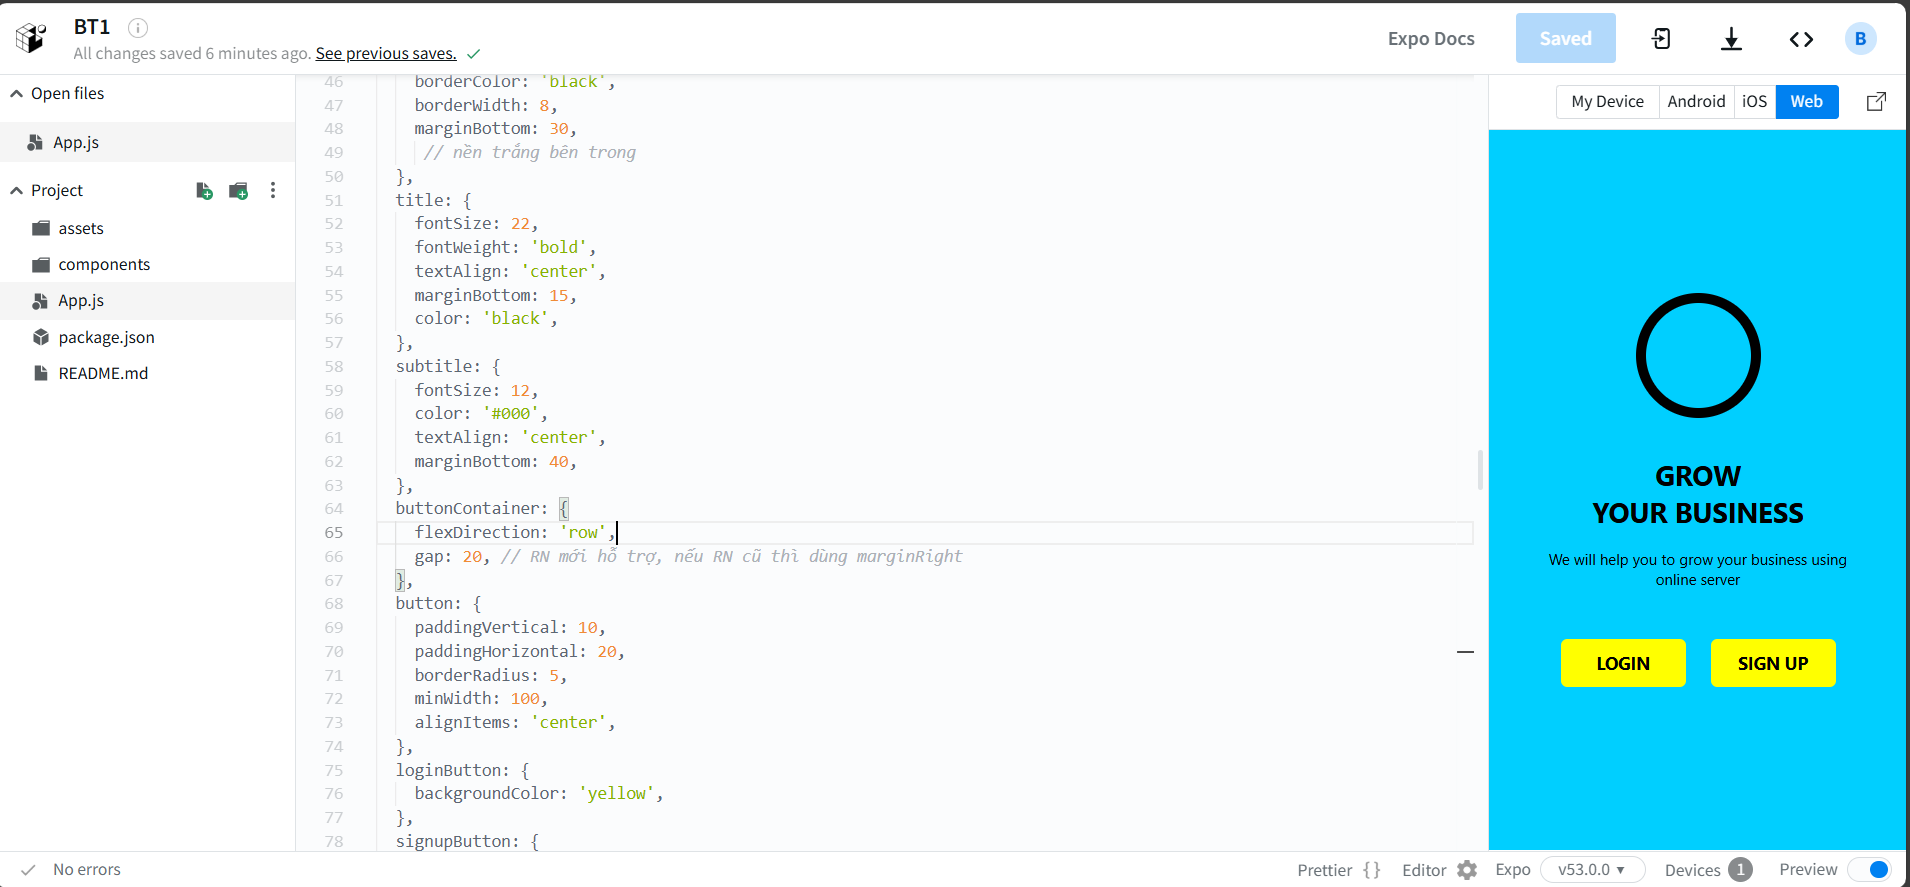 BT1
All changes saved 6 minutes ago. See previous saves.
Expo Docs
Saved
B
Open files
App.js
Project
assets
components
App.js
package.json
README.md
46 borderColor: 'black',
47 borderWidth: 8,
48 marginBottom: 30,
49 // nền trắng bên trong
50 },
51 title: {
52 fontSize: 22,
53 fontWeight: 'bold',
54 textAlign: 'center',
55 marginBottom: 15,
56 color: 'black',
57 },
58 subtitle: {
59 fontSize: 12,
60 color: '#000',
61 textAlign: 'center',
62 marginBottom: 40,
63 },
64 buttonContainer: {
65 flexDirection: 'row',
66 gap: 20, // RN mới hỗ trợ, nếu RN cũ thì dùng marginRight
67 },
68 button: {
69 paddingVertical: 10,
70 paddingHorizontal: 20,
71 borderRadius: 5,
72 minWidth: 100,
73 alignItems: 'center',
74 },
75 loginButton: {
76 backgroundColor: 'yellow',
77 },
78 signupButton: {
My Device Android iOS Web
GROW
YOUR BUSINESS
We will help you to grow your business using
online server
LOGIN SIGN UP
No errors
Prettier {} Editor Expo v53.0.0 Devices 1 Preview